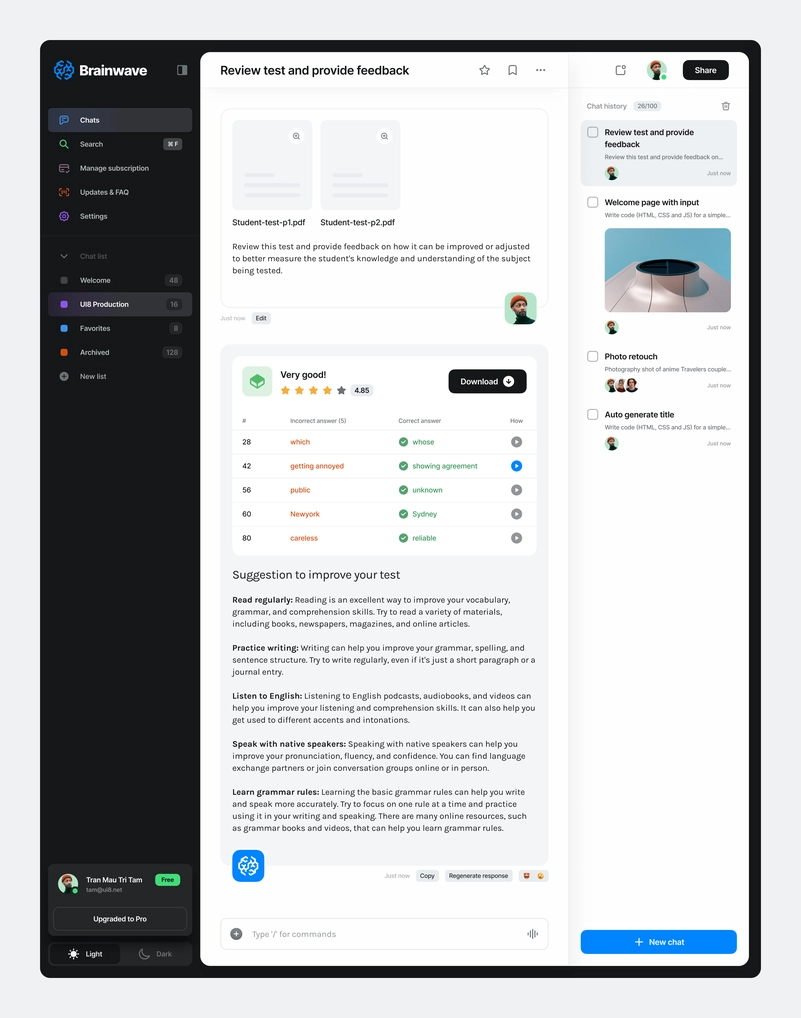 Brainwave
Chats
Search
⌘ F
Manage subscription
Updates & FAQ
Settings
Chat list
Welcome
48
UI8 Production
16
Favorites
8
Archived
128
New list
Tran Mau Tri Tam
tam@ui8.net
Free
Upgraded to Pro
Light
Dark
Review test and provide feedback
Student-test-p1.pdf
Student-test-p2.pdf
Review this test and provide feedback on how it can be improved or adjusted
to better measure the student's knowledge and understanding of the subject
being tested.
Just now
Edit
Very good!
4.85
Download
# Incorrect answer (5) Correct answer How
28 which whose
42 getting annoyed showing agreement
56 public unknown
60 Newyork Sydney
80 careless reliable
Suggestion to improve your test
Read regularly: Reading is an excellent way to improve your vocabulary,
grammar, and comprehension skills. Try to read a variety of materials,
including books, newspapers, magazines, and online articles.
Practice writing: Writing can help you improve your grammar, spelling, and
sentence structure. Try to write regularly, even if it's just a short paragraph or a
journal entry.
Listen to English: Listening to English podcasts, audiobooks, and videos can
help you improve your listening and comprehension skills. It can also help you
get used to different accents and intonations.
Speak with native speakers: Speaking with native speakers can help you
improve your pronunciation, fluency, and confidence. You can find language
exchange partners or join conversation groups online or in person.
Learn grammar rules: Learning the basic grammar rules can help you write
and speak more accurately. Try to focus on one rule at a time and practice
using it in your writing and speaking. There are many online resources, such
as grammar books and videos, that can help you learn grammar rules.
Just now
Copy
Regenerate response
Type '/' for commands
Share
Chat history
26/100
Review test and provide
feedback
Review this test and provide feedback on...
Just now
Welcome page with input
Write code (HTML, CSS and JS) for a simple...
Just now
Photo retouch
Photography shot of anime Travelers couple...
Just now
Auto generate title
Write code (HTML, CSS and JS) for a simple...
Just now
New chat